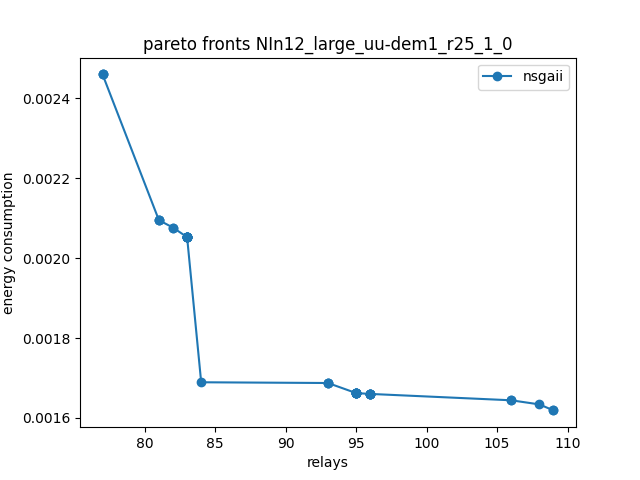 pareto fronts NIn12_large_uu-dem1_r25_1_0
nsgaii
0.0024
0.0022
0.0020
0.0018
0.0016
energy consumption
80 85 90 95 100 105 110
relays